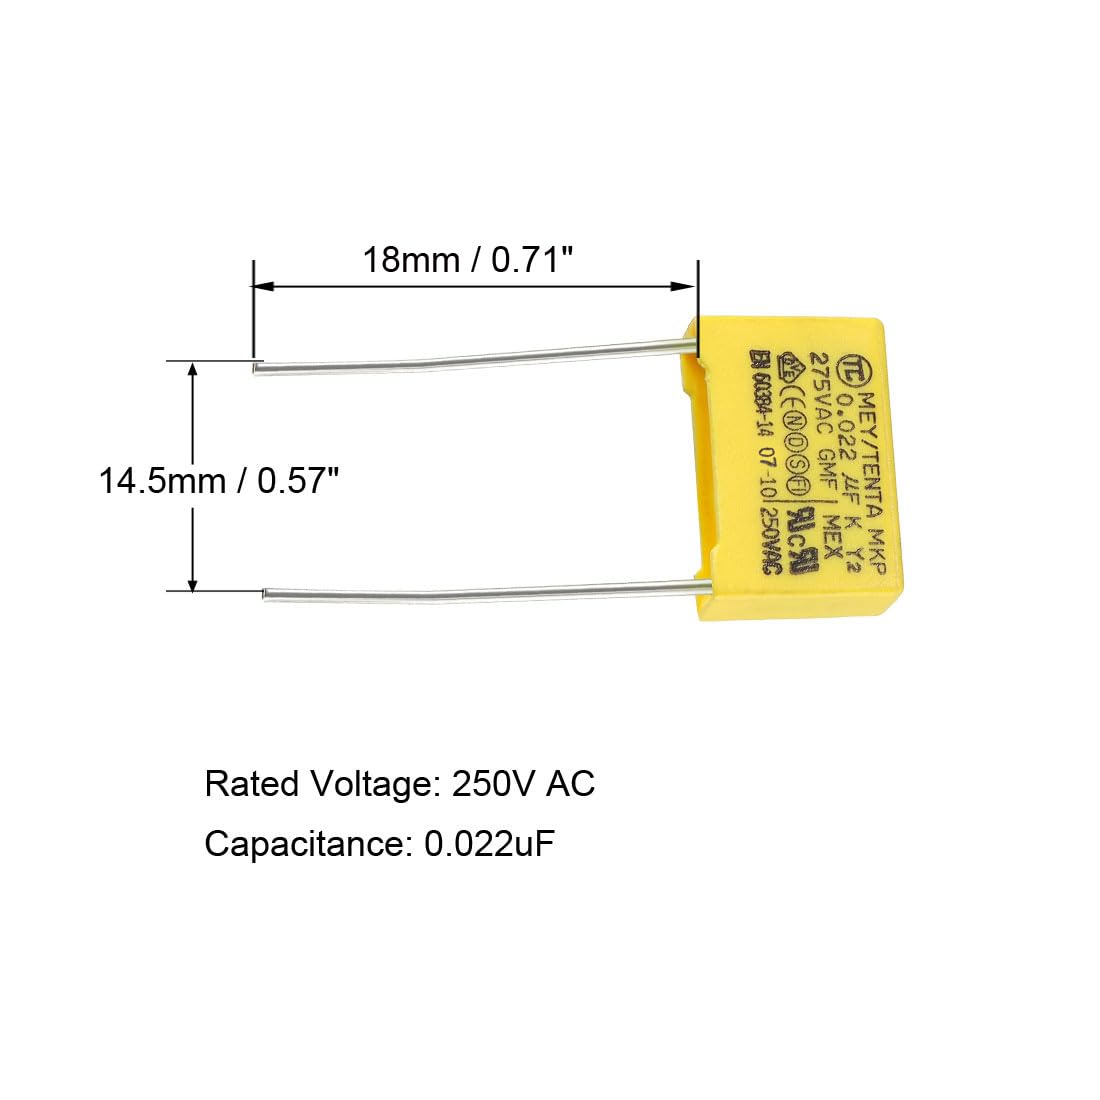 18mm / 0.71"
14.5mm / 0.57"
MEY/TENTA MKP
0.022 µF K Y2
275VAC GMF MEX
N D S FI c
EN 60384-14 07-10 250VAC
Rated Voltage: 250V AC
Capacitance: 0.022uF